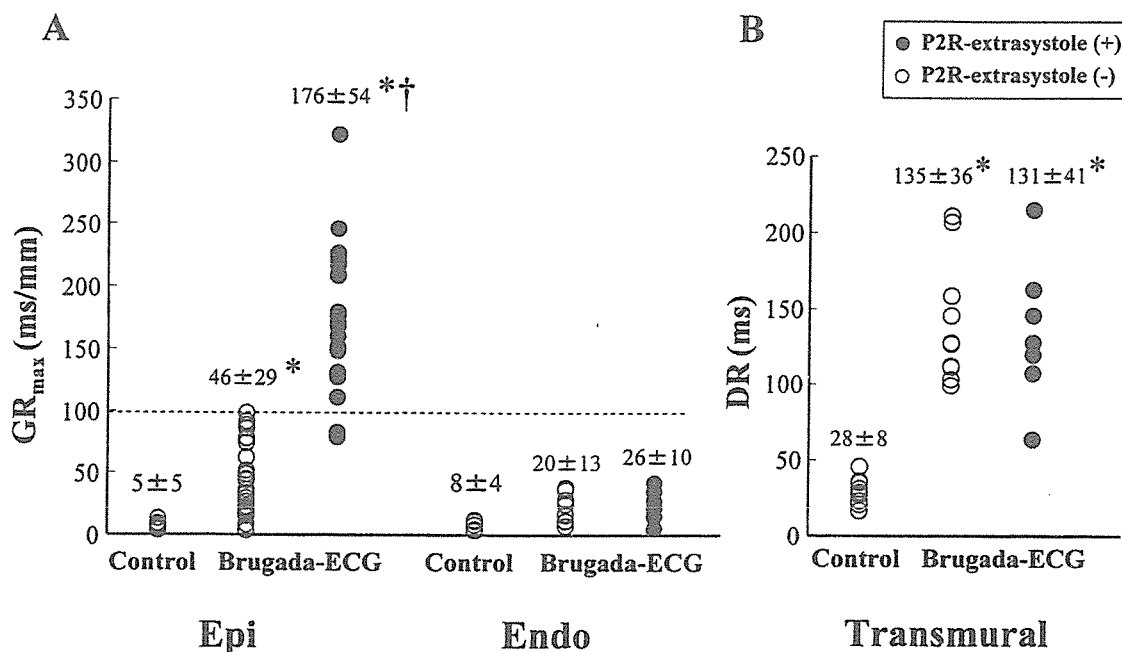 A
B
● P2R-extrasystole (+)
○ P2R-extrasystole (-)
GRmax (ms/mm)
350
300
250
200
150
100
50
0
176±54 *†
46±29 *
5±5
8±4
20±13
26±10
Control
Brugada-ECG
Control
Brugada-ECG
Epi
Endo
DR (ms)
250
200
150
100
50
0
135±36 *
131±41 *
28±8
Control
Brugada-ECG
Transmural